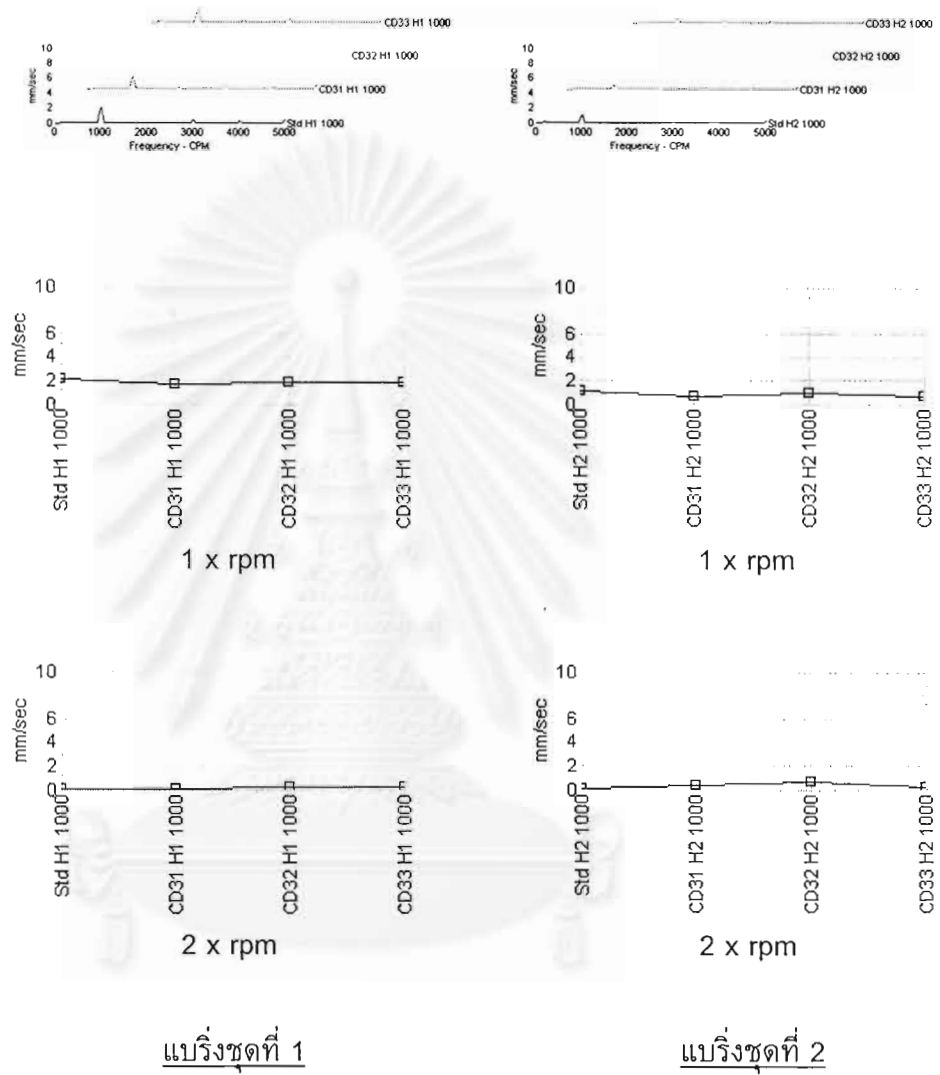 CD33 H1 1000
CD32 H1 1000
CD31 H1 1000
Std H1 1000
10
8
6
4
2
0
mm/sec
0 1000 2000 3000 4000 5000
Frequency - CPM
CD33 H2 1000
CD32 H2 1000
CD31 H2 1000
Std H2 1000
10
8
6
4
2
0
mm/sec
0 1000 2000 3000 4000 5000
Frequency - CPM
10
6
4
2
0
mm/sec
Std H1 1000
CD31 H1 1000
CD32 H1 1000
CD33 H1 1000
1 x rpm
10
6
4
2
0
mm/sec
Std H2 1000
CD31 H2 1000
CD32 H2 1000
CD33 H2 1000
1 x rpm
10
6
4
2
0
mm/sec
Std H1 1000
CD31 H1 1000
CD32 H1 1000
CD33 H1 1000
2 x rpm
10
6
4
2
0
mm/sec
Std H2 1000
CD31 H2 1000
CD32 H2 1000
CD33 H2 1000
2 x rpm
แบริ่งชุดที่ 1
แบริ่งชุดที่ 2